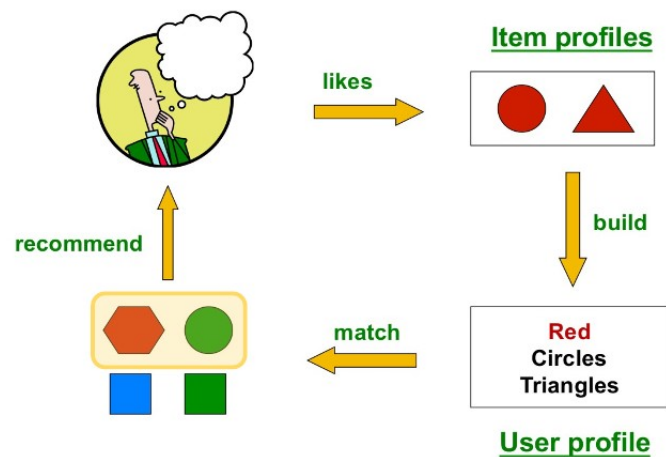 Item profiles
likes
build
recommend
match
Red
Circles
Triangles
User profile